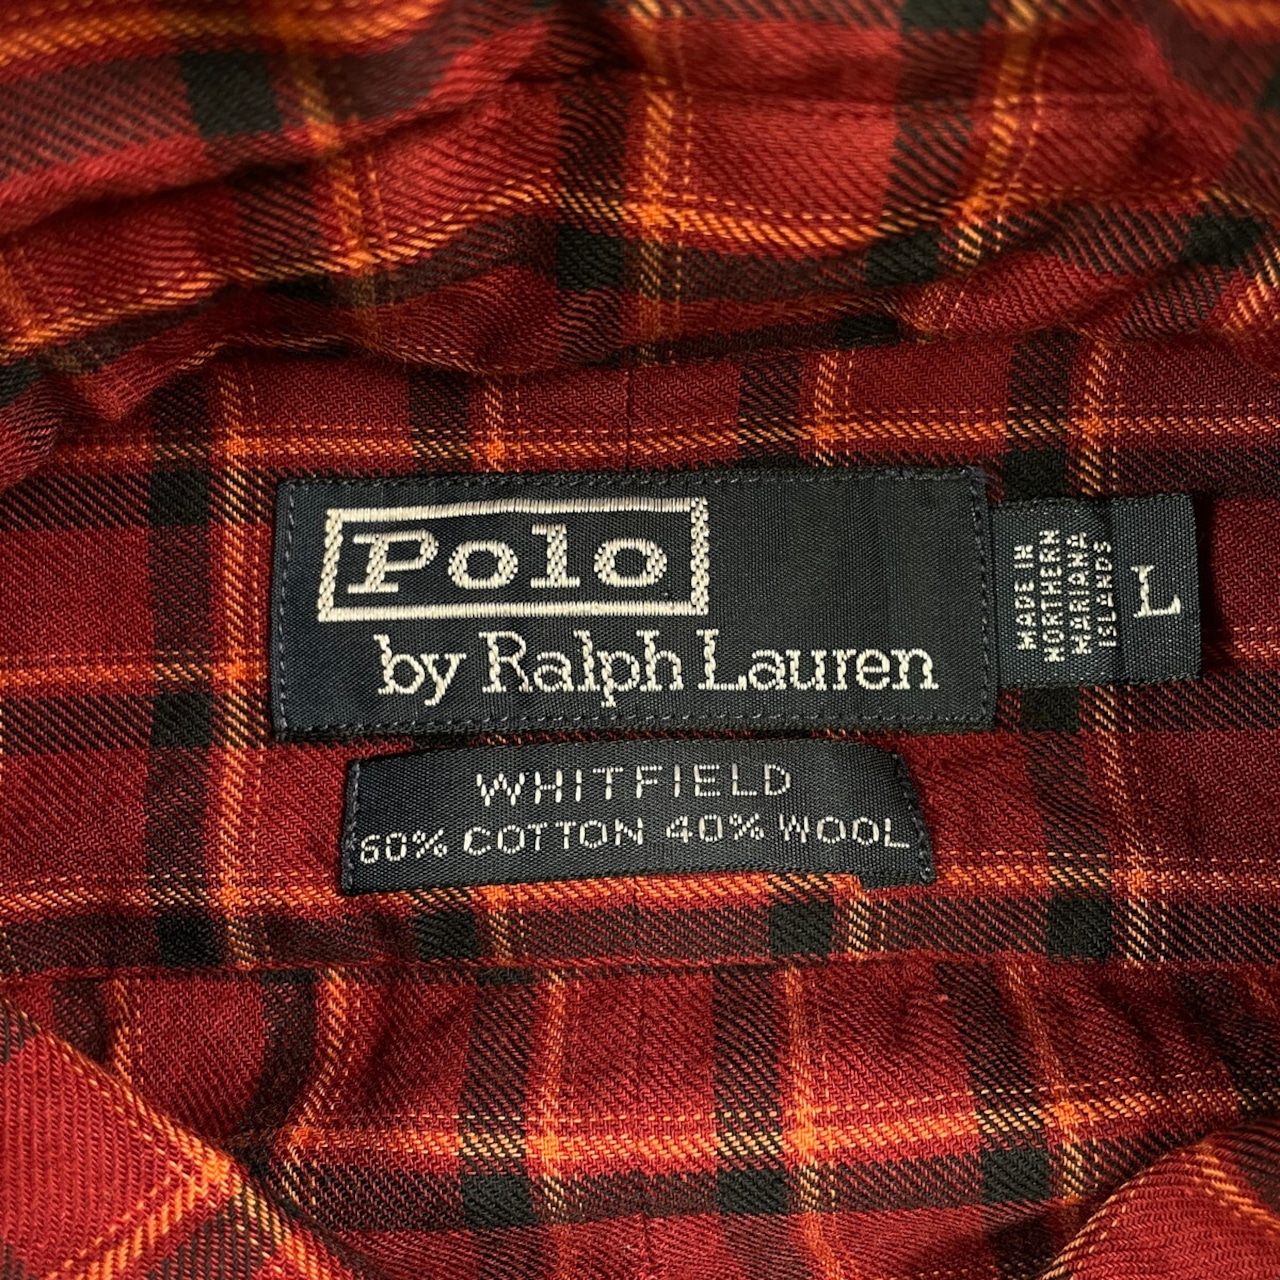 Polo
by Ralph Lauren
MADE IN
NORTHERN
MARIANA
ISLANDS
L
WHITFIELD
60% COTTON 40% WOOL